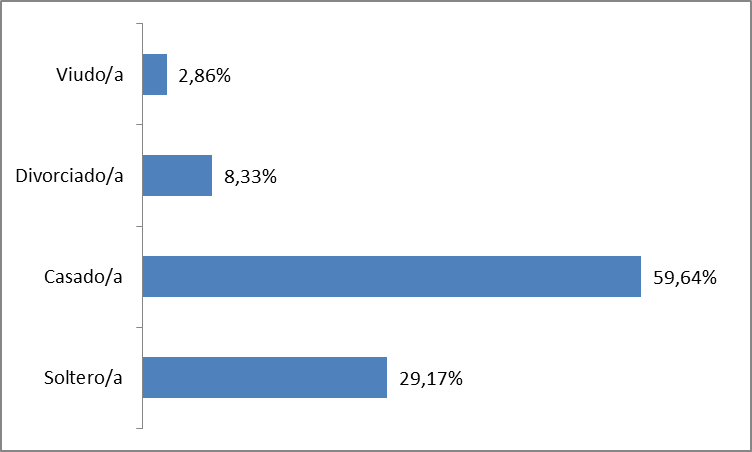 Viudo/a 2,86%
Divorciado/a 8,33%
Casado/a 59,64%
Soltero/a 29,17%